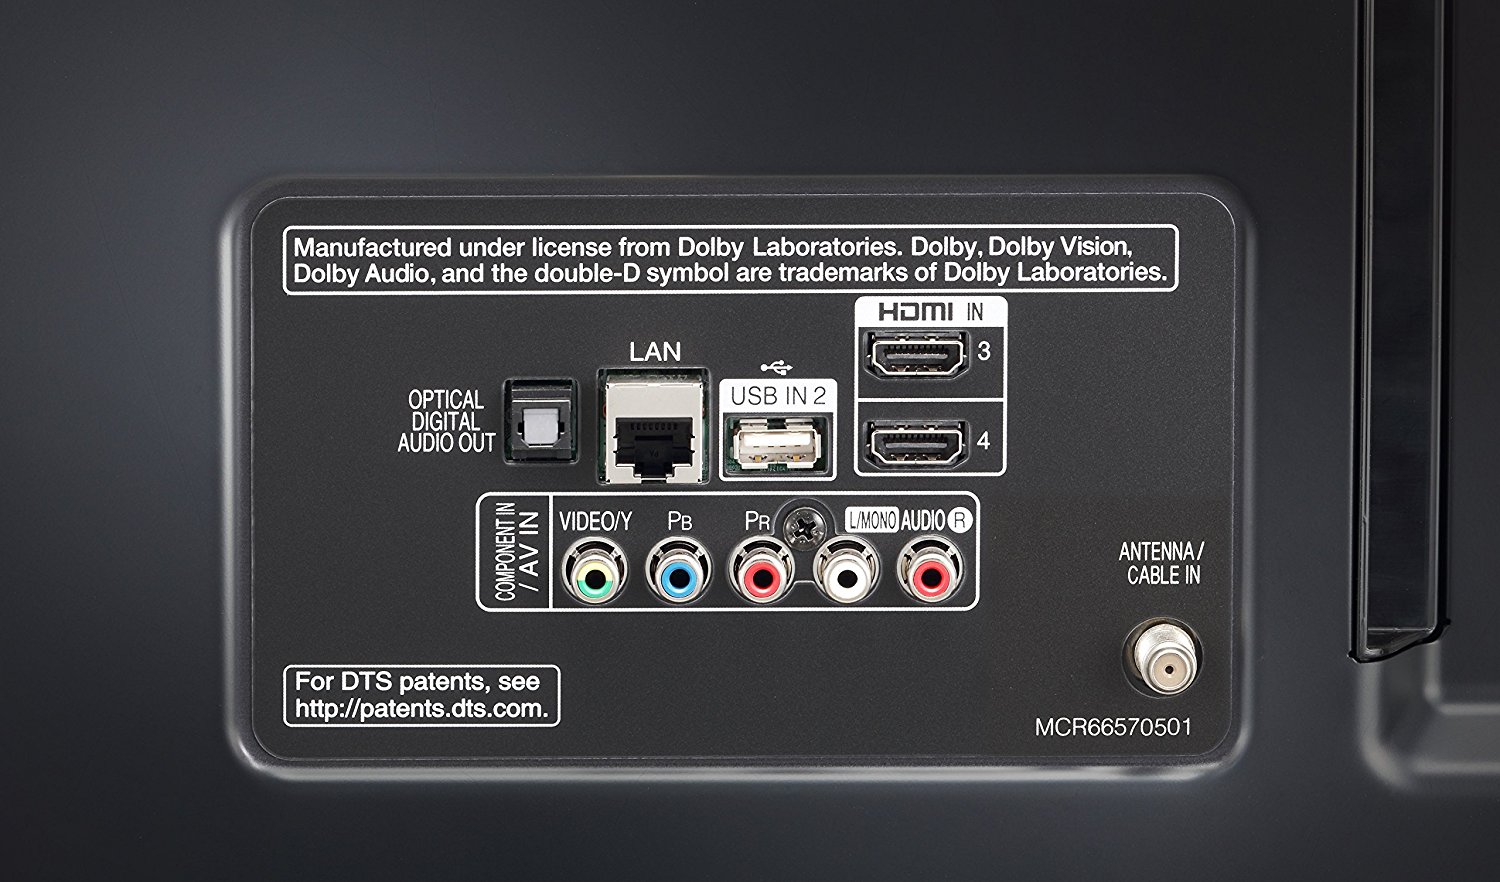 Manufactured under license from Dolby Laboratories. Dolby, Dolby Vision,
Dolby Audio, and the double-D symbol are trademarks of Dolby Laboratories.
HDMI IN
3
4
LAN
USB IN 2
OPTICAL
DIGITAL
AUDIO OUT
COMPONENT IN
/ AV IN
VIDEO/Y
PB
PR
L/MONO AUDIO R
ANTENNA /
CABLE IN
For DTS patents, see
http://patents.dts.com.
MCR66570501